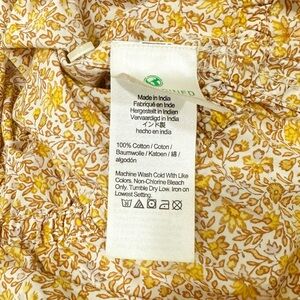 Made in India
Fabriqué en Inde
Hergestellt in Indien
Vervaardigd in India
インド製
hecho en india
100% Cotton / Coton /
Baumwolle / Katoen / 綿 /
algodón
Machine Wash Cold With Like
Colors. Non-Chlorine Bleach
Only. Tumble Dry Low. Iron on
Lowest Setting.